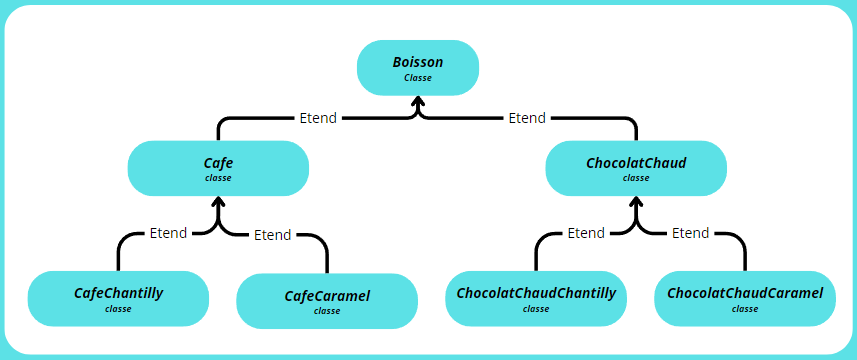 Boisson
Classe
Etend
Etend
Cafe
classe
ChocolatChaud
classe
Etend
Etend
Etend
Etend
CafeChantilly
classe
CafeCaramel
classe
ChocolatChaudChantilly
classe
ChocolatChaudCaramel
classe